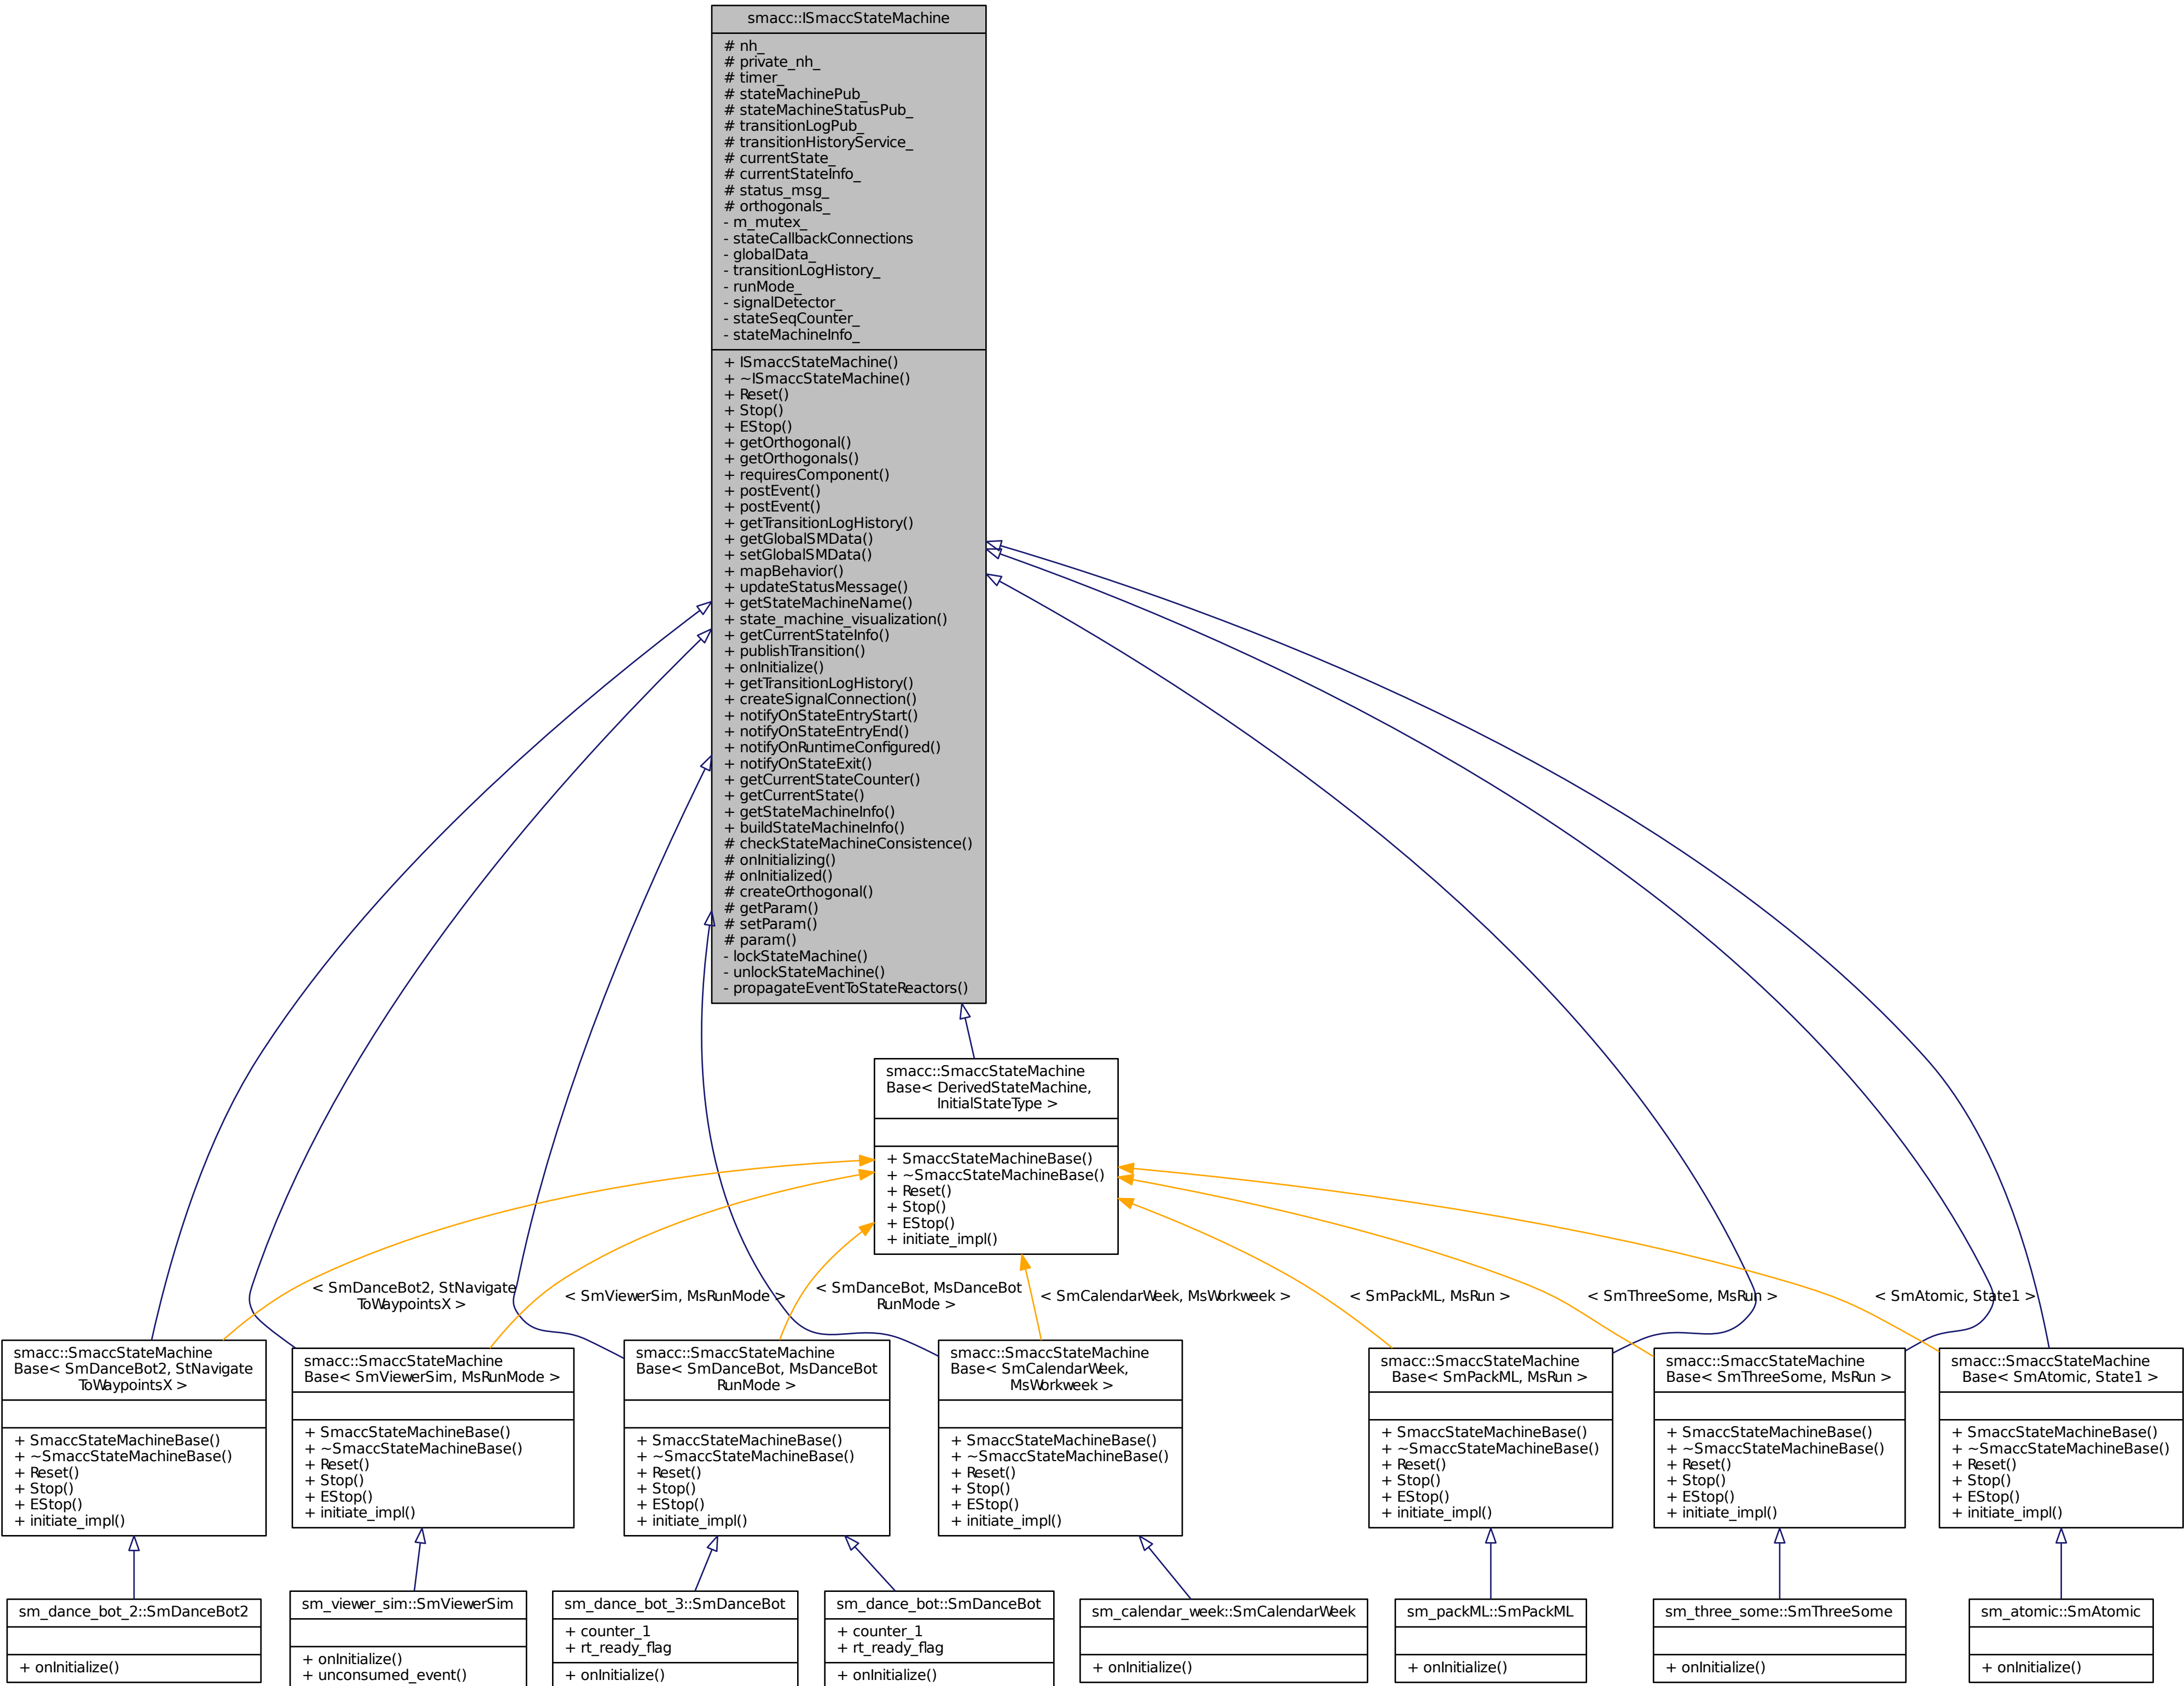 smacc::ISmaccStateMachine
# nh_
# private_nh_
# timer_
# stateMachinePub_
# stateMachineStatusPub_
# transitionLogPub_
# transitionHistoryService_
# currentState_
# currentStateInfo_
# status_msg_
# orthogonals_
- m_mutex_
- stateCallbackConnections
- globalData_
- transitionLogHistory_
- runMode_
- signalDetector_
- stateSeqCounter_
- stateMachineInfo_
+ ISmaccStateMachine()
+ ~ISmaccStateMachine()
+ Reset()
+ Stop()
+ EStop()
+ getOrthogonal()
+ getOrthogonals()
+ requiresComponent()
+ postEvent()
+ postEvent()
+ getTransitionLogHistory()
+ getGlobalSMData()
+ setGlobalSMData()
+ mapBehavior()
+ updateStatusMessage()
+ getStateMachineName()
+ state_machine_visualization()
+ getCurrentStateInfo()
+ publishTransition()
+ onInitialize()
+ getTransitionLogHistory()
+ createSignalConnection()
+ notifyOnStateEntryStart()
+ notifyOnStateEntryEnd()
+ notifyOnRuntimeConfigured()
+ notifyOnStateExit()
+ getCurrentStateCounter()
+ getCurrentState()
+ getStateMachineInfo()
+ buildStateMachineInfo()
# checkStateMachineConsistence()
# onInitializing()
# onInitialized()
# createOrthogonal()
# getParam()
# setParam()
# param()
- lockStateMachine()
- unlockStateMachine()
- propagateEventToStateReactors()
smacc::SmaccStateMachine
Base< DerivedStateMachine,
InitialStateType >
+ SmaccStateMachineBase()
+ ~SmaccStateMachineBase()
+ Reset()
+ Stop()
+ EStop()
+ initiate_impl()
< SmDanceBot2, StNavigate
ToWaypointsX >
< SmViewerSim, MsRunMode >
< SmDanceBot, MsDanceBot
RunMode >
< SmCalendarWeek, MsWorkweek >
< SmPackML, MsRun >
< SmThreeSome, MsRun >
< SmAtomic, State1 >
smacc::SmaccStateMachine
Base< SmDanceBot2, StNavigate
ToWaypointsX >
+ SmaccStateMachineBase()
+ ~SmaccStateMachineBase()
+ Reset()
+ Stop()
+ EStop()
+ initiate_impl()
smacc::SmaccStateMachine
Base< SmViewerSim, MsRunMode >
+ SmaccStateMachineBase()
+ ~SmaccStateMachineBase()
+ Reset()
+ Stop()
+ EStop()
+ initiate_impl()
smacc::SmaccStateMachine
Base< SmDanceBot, MsDanceBot
RunMode >
+ SmaccStateMachineBase()
+ ~SmaccStateMachineBase()
+ Reset()
+ Stop()
+ EStop()
+ initiate_impl()
smacc::SmaccStateMachine
Base< SmCalendarWeek,
MsWorkweek >
+ SmaccStateMachineBase()
+ ~SmaccStateMachineBase()
+ Reset()
+ Stop()
+ EStop()
+ initiate_impl()
smacc::SmaccStateMachine
Base< SmPackML, MsRun >
+ SmaccStateMachineBase()
+ ~SmaccStateMachineBase()
+ Reset()
+ Stop()
+ EStop()
+ initiate_impl()
smacc::SmaccStateMachine
Base< SmThreeSome, MsRun >
+ SmaccStateMachineBase()
+ ~SmaccStateMachineBase()
+ Reset()
+ Stop()
+ EStop()
+ initiate_impl()
smacc::SmaccStateMachine
Base< SmAtomic, State1 >
+ SmaccStateMachineBase()
+ ~SmaccStateMachineBase()
+ Reset()
+ Stop()
+ EStop()
+ initiate_impl()
sm_dance_bot_2::SmDanceBot2
+ onInitialize()
sm_viewer_sim::SmViewerSim
+ onInitialize()
+ unconsumed_event()
sm_dance_bot_3::SmDanceBot
+ counter_1
+ rt_ready_flag
+ onInitialize()
sm_dance_bot::SmDanceBot
+ counter_1
+ rt_ready_flag
+ onInitialize()
sm_calendar_week::SmCalendarWeek
+ onInitialize()
sm_packML::SmPackML
+ onInitialize()
sm_three_some::SmThreeSome
+ onInitialize()
sm_atomic::SmAtomic
+ onInitialize()